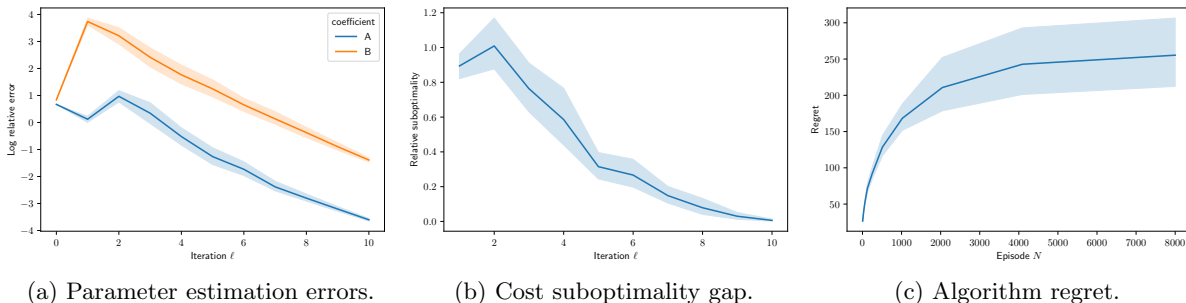 coefficient
A
B
Log relative error
4
3
2
1
0
−1
−2
−3
−4
0 2 4 6 8 10
Iteration ℓ
(a) Parameter estimation errors.
Relative suboptimality
1.2
1.0
0.8
0.6
0.4
0.2
0.0
2 4 6 8 10
Iteration ℓ
(b) Cost suboptimality gap.
Regret
300
250
200
150
100
50
0 1000 2000 3000 4000 5000 6000 7000 8000
Episode N
(c) Algorithm regret.